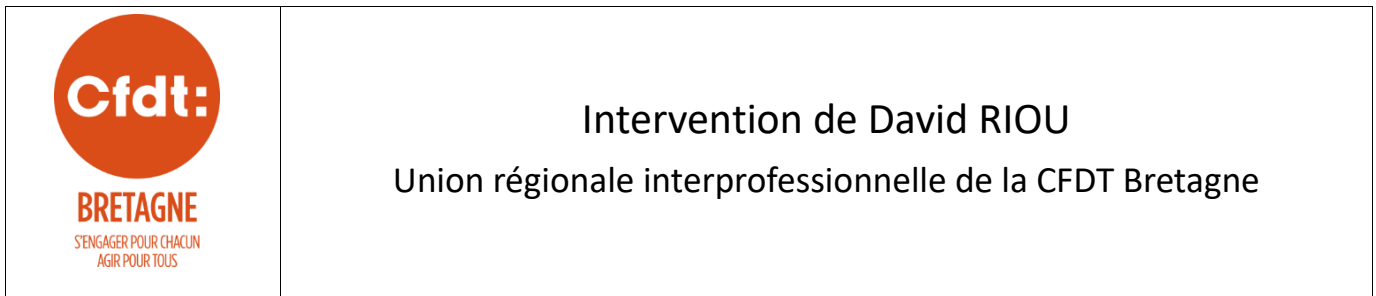 Cfdt:
BRETAGNE
S'ENGAGER POUR CHACUN
AGIR POUR TOUS
Intervention de David RIOU
Union régionale interprofessionnelle de la CFDT Bretagne